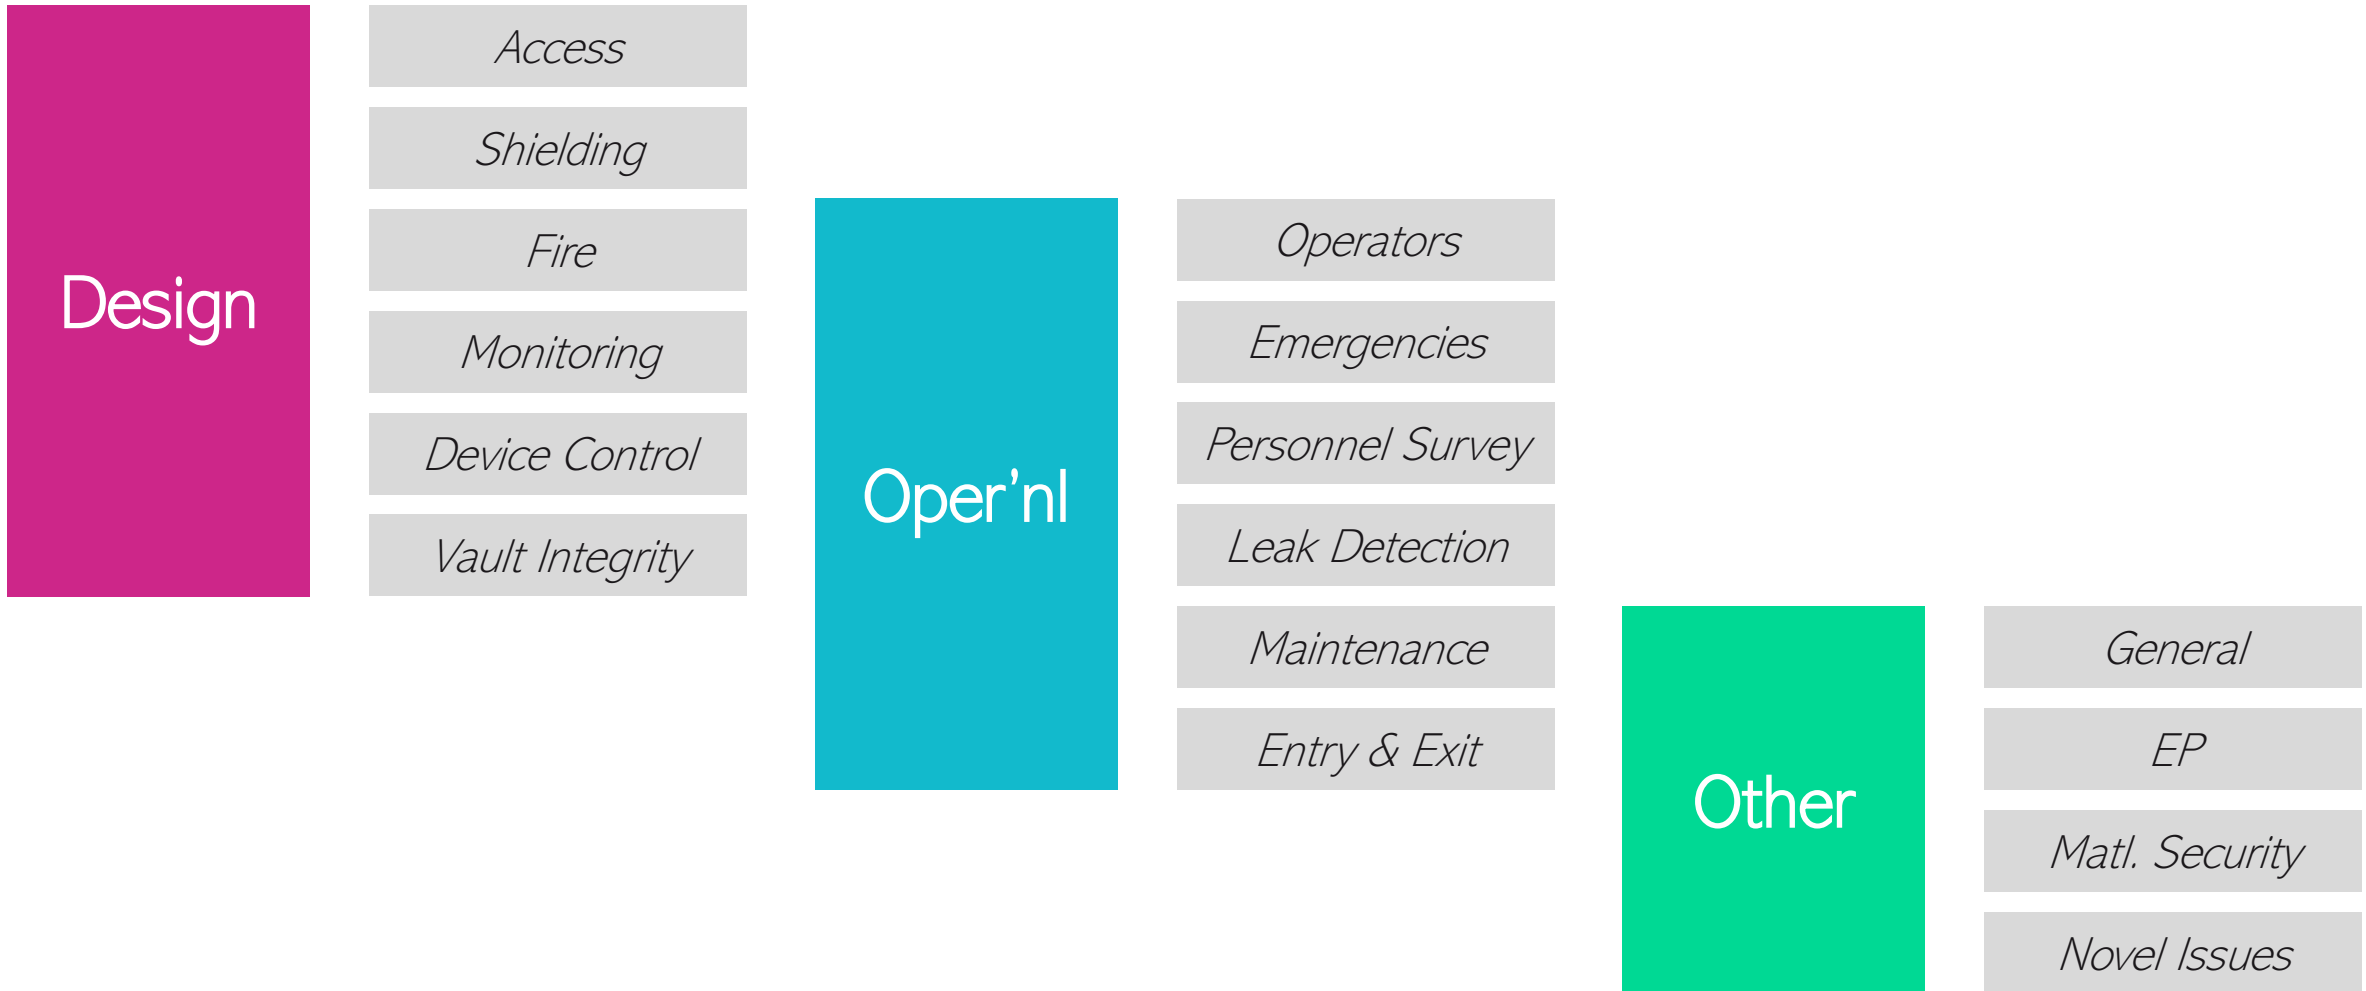 Design
Access
Shielding
Fire
Monitoring
Device Control
Vault Integrity
Oper’nl
Operators
Emergencies
Personnel Survey
Leak Detection
Maintenance
Entry & Exit
Other
General
EP
Matl. Security
Novel Issues